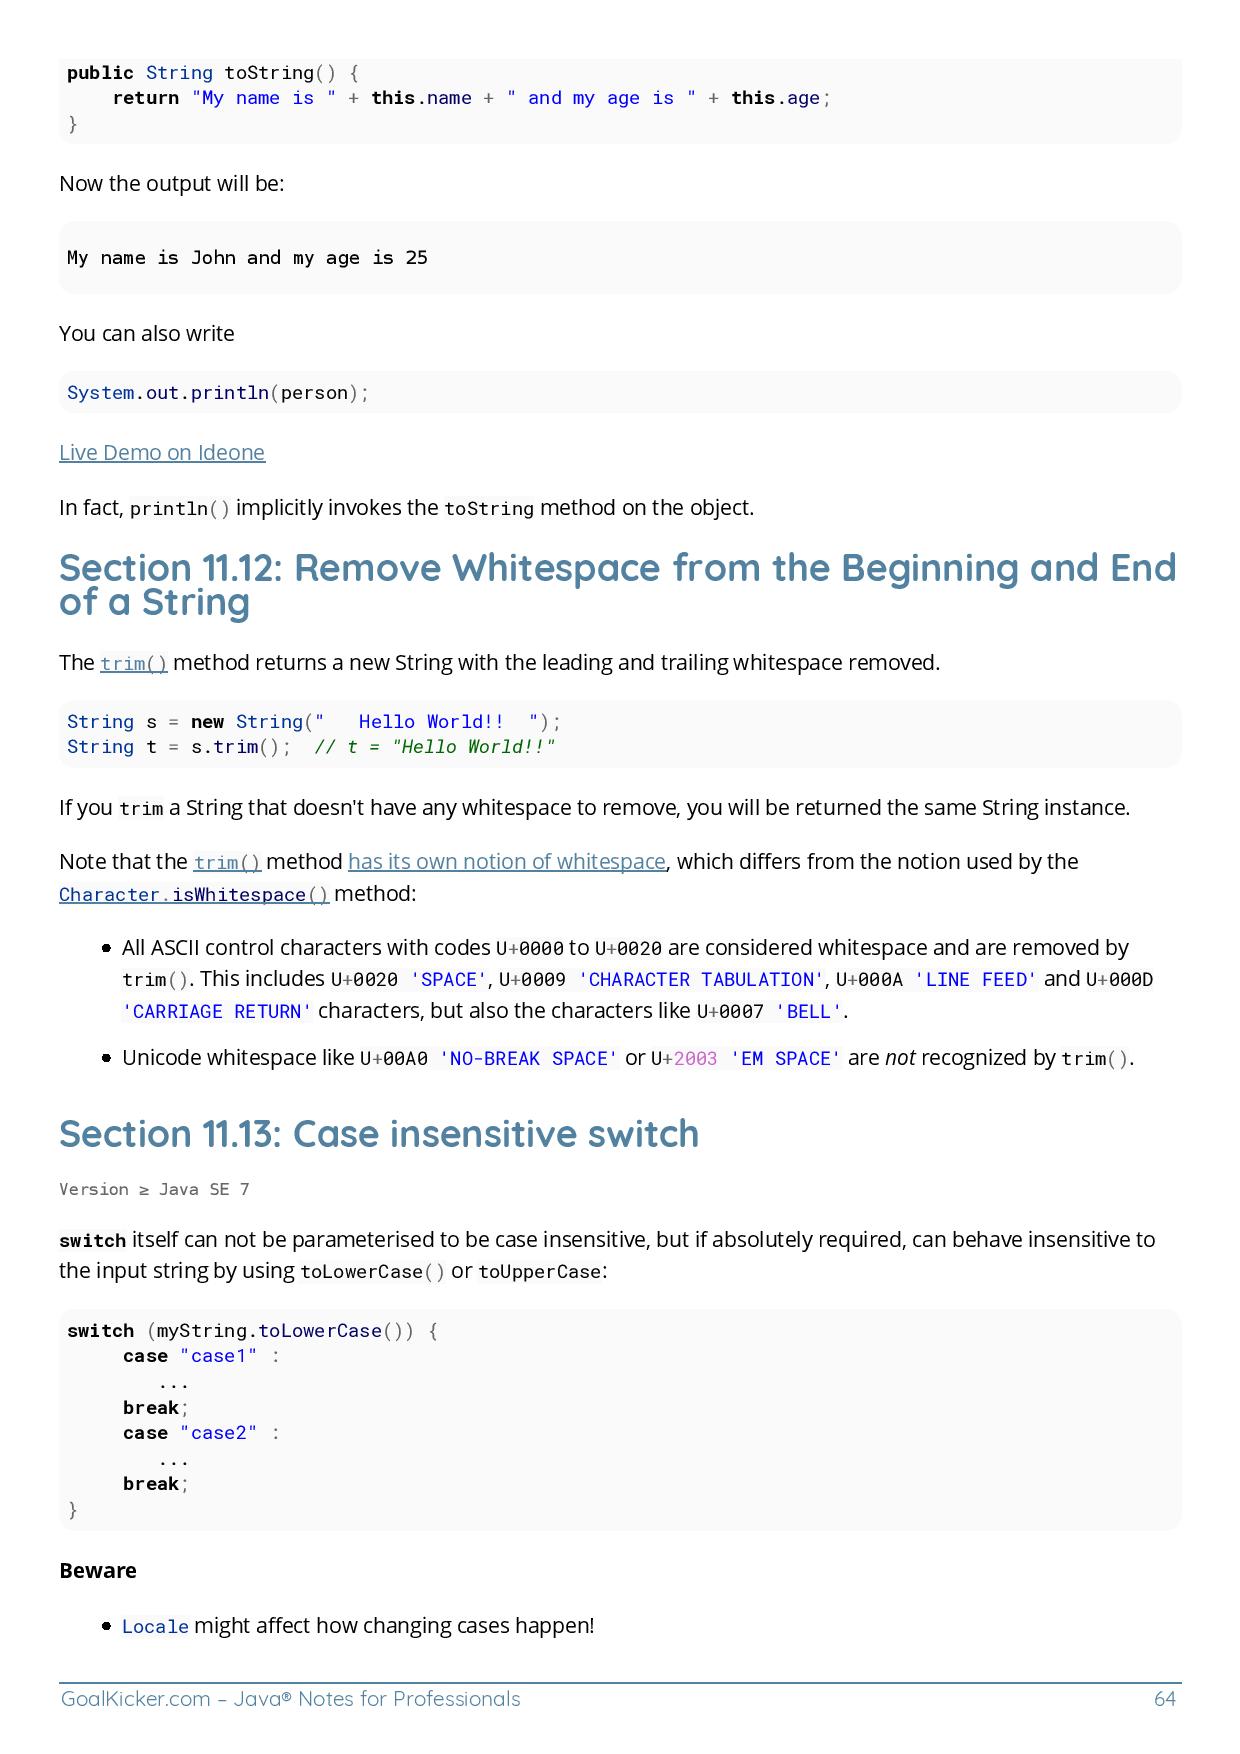 public String toString() {
    return "My name is " + this.name + " and my age is " + this.age;
}
Now the output will be:
My name is John and my age is 25
You can also write
System.out.println(person);
Live Demo on Ideone
In fact, println() implicitly invokes the toString method on the object.
Section 11.12: Remove Whitespace from the Beginning and End
of a String
The trim() method returns a new String with the leading and trailing whitespace removed.
String s = new String("   Hello World!!  ");
String t = s.trim();  // t = "Hello World!!"
If you trim a String that doesn't have any whitespace to remove, you will be returned the same String instance.
Note that the trim() method has its own notion of whitespace, which differs from the notion used by the
Character.isWhitespace() method:
• All ASCII control characters with codes U+0000 to U+0020 are considered whitespace and are removed by
trim(). This includes U+0020 'SPACE', U+0009 'CHARACTER TABULATION', U+000A 'LINE FEED' and U+000D
'CARRIAGE RETURN' characters, but also the characters like U+0007 'BELL'.
• Unicode whitespace like U+00A0 'NO-BREAK SPACE' or U+2003 'EM SPACE' are not recognized by trim().
Section 11.13: Case insensitive switch
Version ≥ Java SE 7
switch itself can not be parameterised to be case insensitive, but if absolutely required, can behave insensitive to
the input string by using toLowerCase() or toUpperCase:
switch (myString.toLowerCase()) {
     case "case1" :
        ...
     break;
     case "case2" :
        ...
     break;
}
Beware
• Locale might affect how changing cases happen!
GoalKicker.com – Java® Notes for Professionals 64